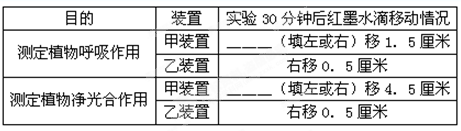 目的 装置 实验30分钟后红墨水滴移动情况
测定植物呼吸作用 甲装置 ___(填左或右)移1.5厘米
乙装置 右移0.5厘米
测定植物净光合作用 甲装置 ___(填左或右)移4.5厘米
乙装置 右移0.5厘米